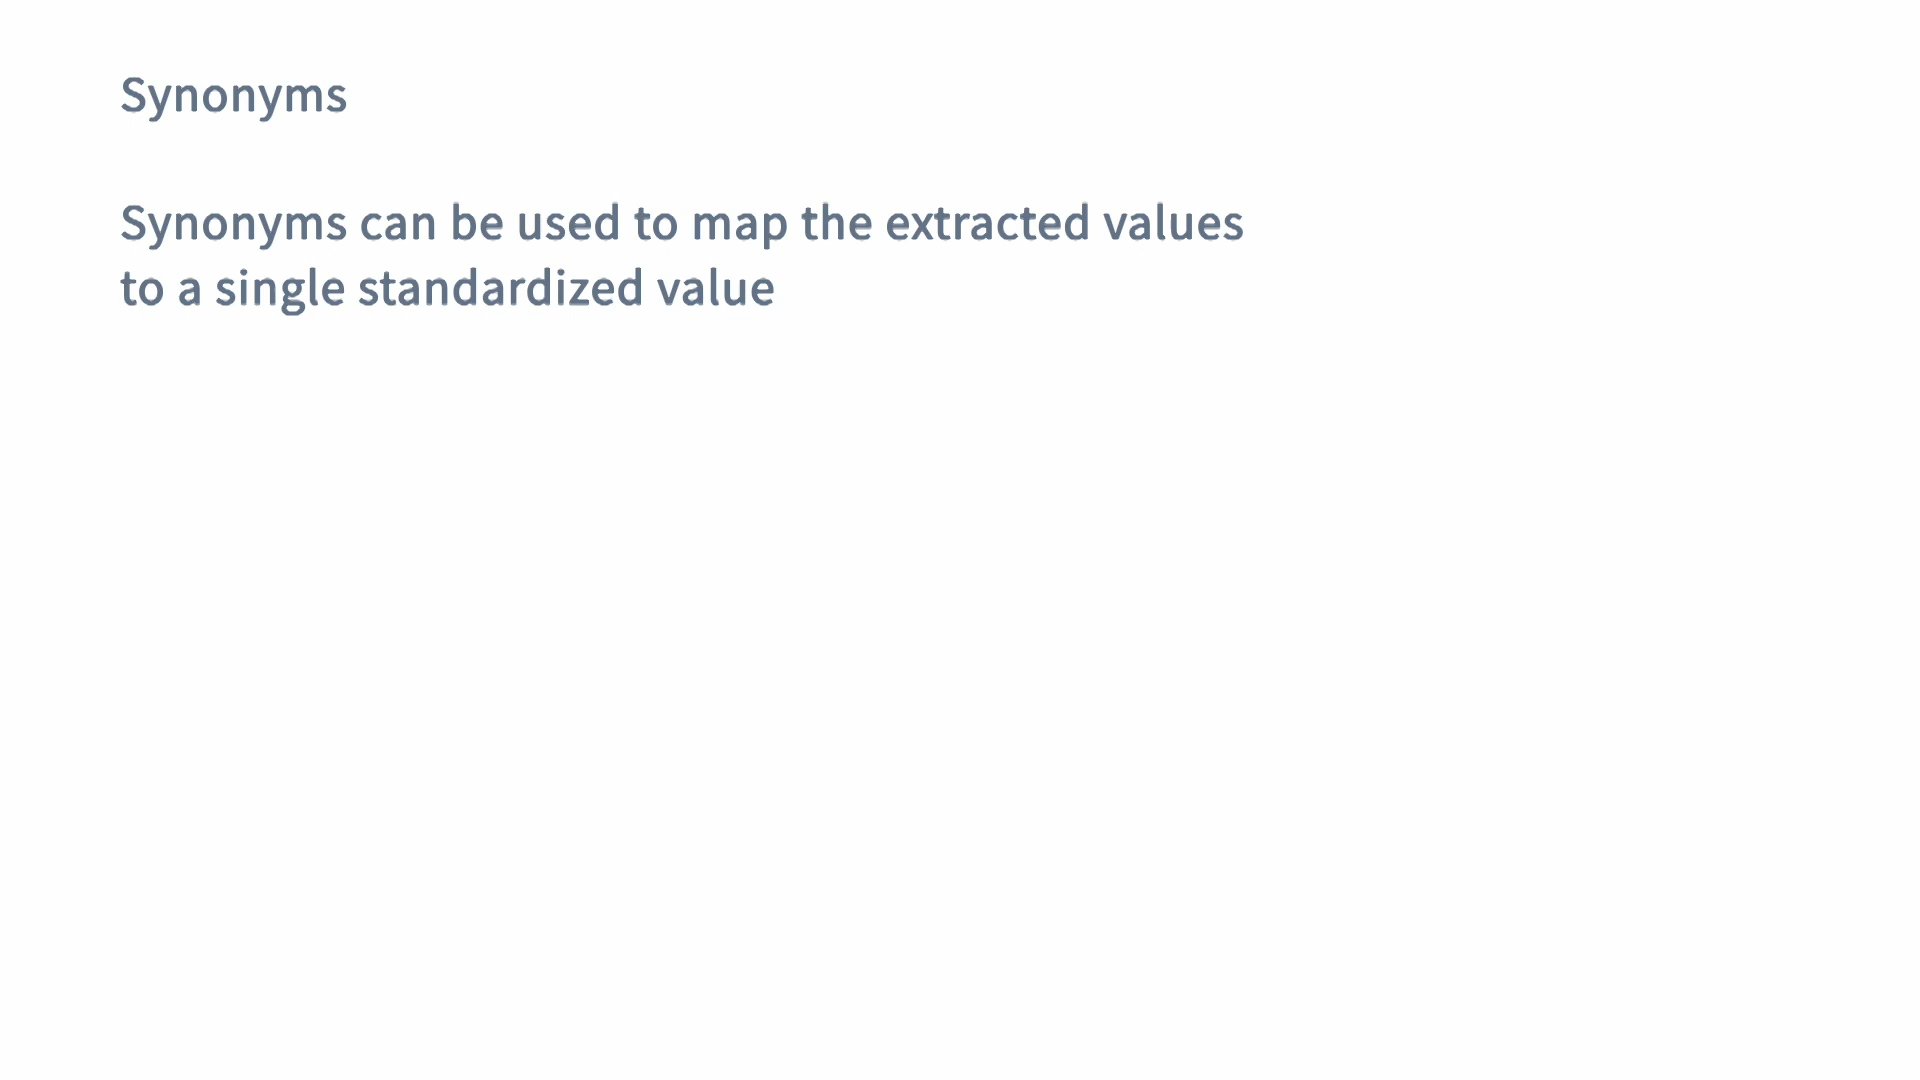 Synonyms
Synonyms can be used to map the extracted values
to a single standardized value